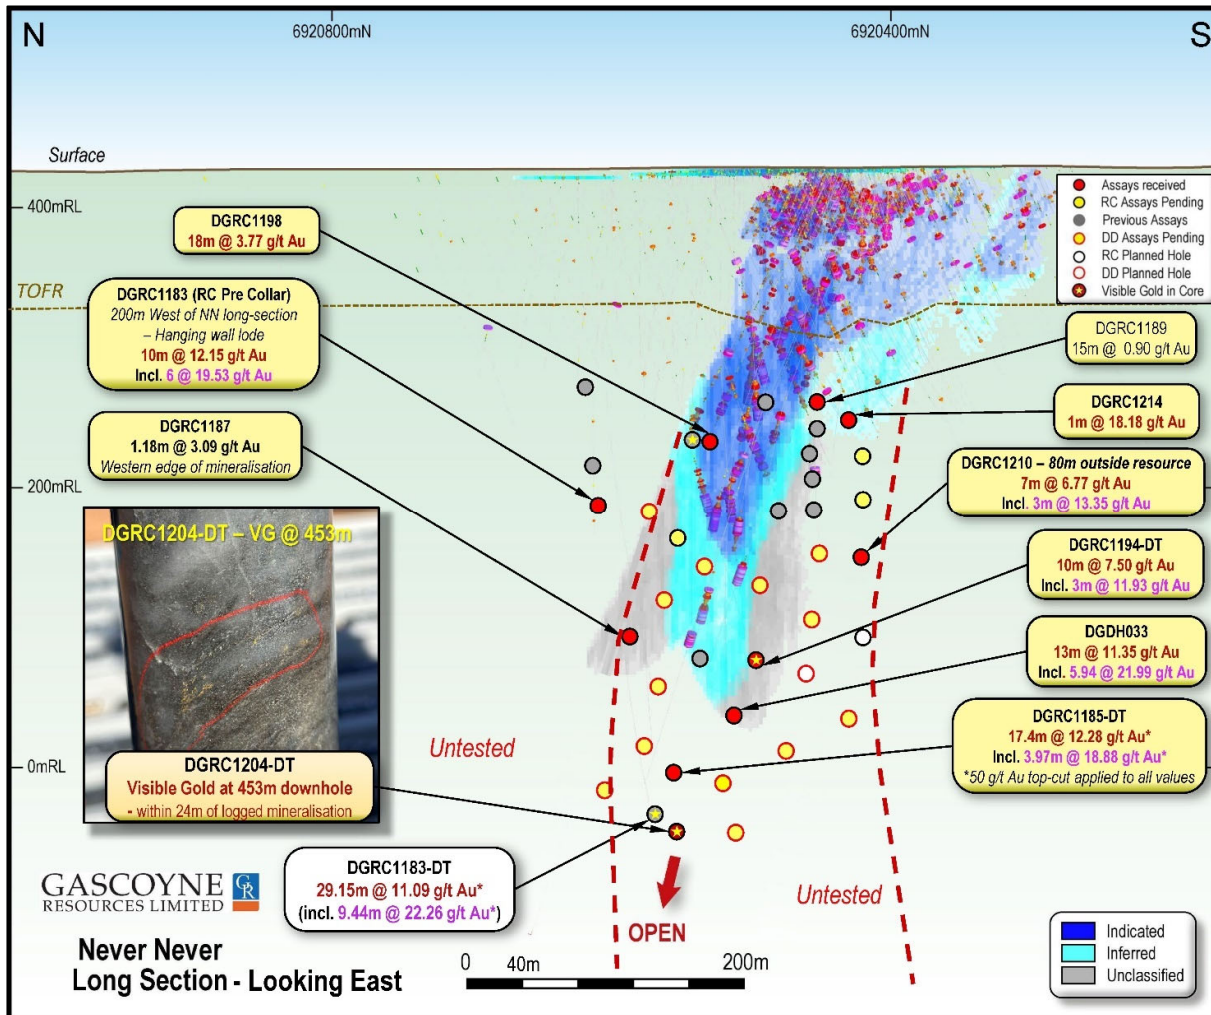 N
6920800mN
6920400mN
S
Surface
400mRL
TOFR
200mRL
0mRL
Assays received
RC Assays Pending
Previous Assays
DD Assays Pending
RC Planned Hole
DD Planned Hole
Visible Gold in Core
DGRC1198
18m @ 3.77 g/t Au
DGRC1183 (RC Pre Collar)
200m West of NN long-section
– Hanging wall lode
10m @ 12.15 g/t Au
Incl. 6 @ 19.53 g/t Au
DGRC1187
1.18m @ 3.09 g/t Au
Western edge of mineralisation
DGRC1204-DT – VG @ 453m
DGRC1204-DT
Visible Gold at 453m downhole
- within 24m of logged mineralisation
DGRC1183-DT
29.15m @ 11.09 g/t Au*
(incl. 9.44m @ 22.26 g/t Au*)
DGRC1189
15m @ 0.90 g/t Au
DGRC1214
1m @ 18.18 g/t Au
DGRC1210 – 80m outside resource
7m @ 6.77 g/t Au
Incl. 3m @ 13.35 g/t Au
DGRC1194-DT
10m @ 7.50 g/t Au
Incl. 3m @ 11.93 g/t Au
DGDH033
13m @ 11.35 g/t Au
Incl. 5.94 @ 21.99 g/t Au
DGRC1185-DT
17.4m @ 12.28 g/t Au*
Incl. 3.97m @ 18.88 g/t Au*
*50 g/t Au top-cut applied to all values
Untested
Untested
OPEN
GASCOYNE
RESOURCES LIMITED
GR
Never Never
Long Section - Looking East
0 40m 200m
Indicated
Inferred
Unclassified